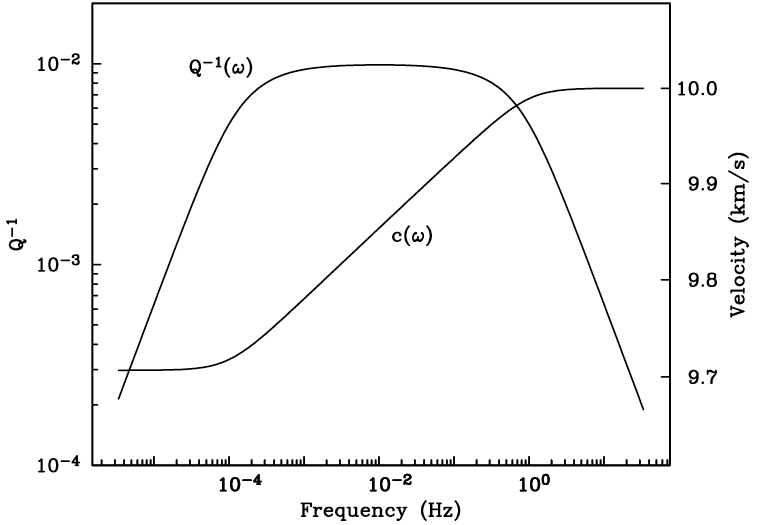 10⁻²
Q⁻¹(ω)
10.0
9.9
Q⁻¹
Velocity (km/s)
c(ω)
10⁻³
9.8
9.7
10⁻⁴
10⁻⁴
10⁻²
10⁰
Frequency (Hz)